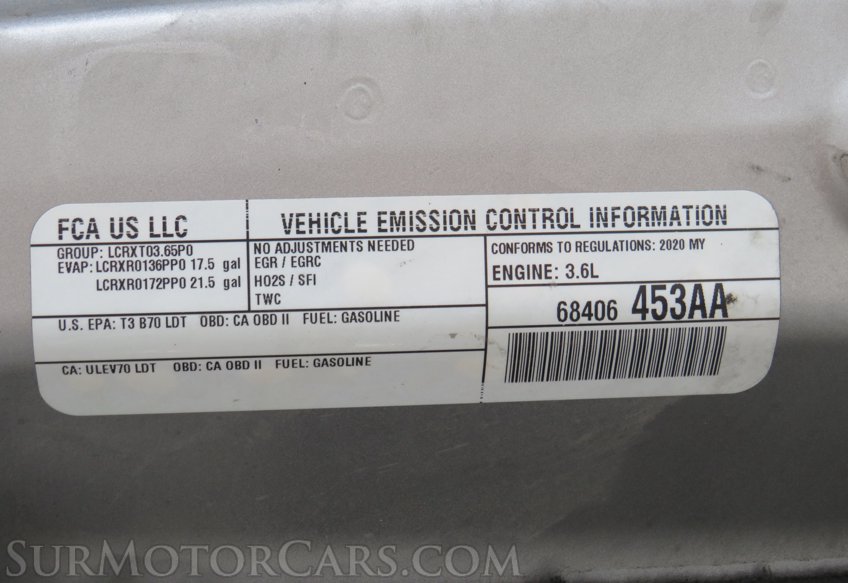 FCA US LLC
VEHICLE EMISSION CONTROL INFORMATION
GROUP: LCRXT03.65P0
EVAP: LCRXR0136PP0 17.5 gal
LCRXR0172PP0 21.5 gal
NO ADJUSTMENTS NEEDED
EGR / EGRC
HO2S / SFI
TWC
CONFORMS TO REGULATIONS: 2020 MY
ENGINE: 3.6L
68406 453AA
U.S. EPA: T3 B70 LDT OBD: CA OBD II FUEL: GASOLINE
CA: ULEV70 LDT OBD: CA OBD II FUEL: GASOLINE
SurMotorCars.com